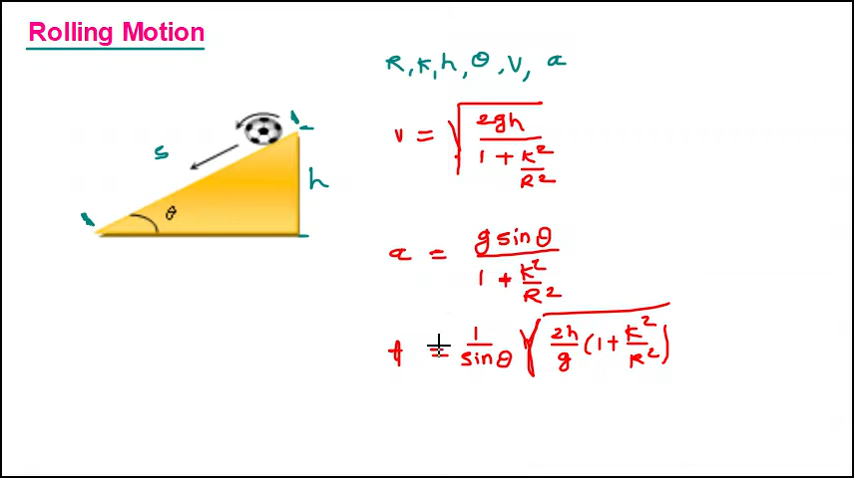 Rolling Motion
R, K, h, θ, v, a
v = √(2gh / (1 + K²/R²))
s
h
θ
a = g sinθ / (1 + K²/R²)
t = 1/sinθ √(2h/g (1 + K²/R²))